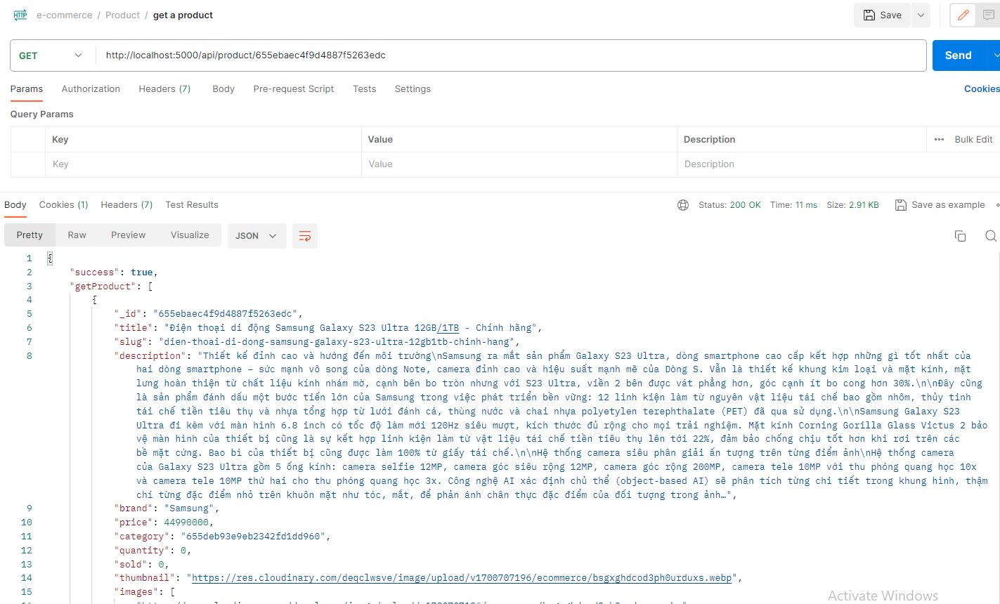 HTTP e-commerce / Product / get a product Save
GET http://localhost:5000/api/product/655ebaec4f9d4887f5263edc Send
Params Authorization Headers (7) Body Pre-request Script Tests Settings Cookies
Query Params
Key Value Description Bulk Edit
Key Value Description
Body Cookies (1) Headers (7) Test Results Status: 200 OK Time: 11 ms Size: 2.91 KB Save as example
Pretty Raw Preview Visualize JSON
1 {
2 "success": true,
3 "getProduct": [
4 {
5 "_id": "655ebaec4f9d4887f5263edc",
6 "title": "Điện thoại di động Samsung Galaxy S23 Ultra 12GB/1TB - Chính hãng",
7 "slug": "dien-thoai-di-dong-samsung-galaxy-s23-ultra-12gb1tb-chinh-hang",
8 "description": "Thiết kế đỉnh cao và hướng đến môi trường\nSamsung ra mắt sản phẩm Galaxy S23 Ultra, dòng smartphone cao cấp kết hợp những gì tốt nhất của
hai dòng smartphone – sức mạnh vô song của dòng Note, camera đỉnh cao và hiệu suất mạnh mẽ của Dòng S. Vẫn là thiết kế khung kim loại và mặt kính, mặt
lưng hoàn thiện từ chất liệu kính nhám mờ, cạnh bên bo tròn nhưng với S23 Ultra, viền 2 bên được vát phẳng hơn, góc cạnh ít bo cong hơn 30%.\n\nĐây cũng
là sản phẩm đánh dấu một bước tiến lớn của Samsung trong việc phát triển bền vững: 12 linh kiện làm từ nguyên vật liệu tái chế bao gồm nhôm, thủy tinh
tái chế tiền tiêu thụ và nhựa tổng hợp từ lưới đánh cá, thùng nước và chai nhựa polyetylen terephthalate (PET) đã qua sử dụng.\n\nSamsung Galaxy S23
Ultra đi kèm với màn hình 6.8 inch có tốc độ làm mới 120Hz siêu mượt, kích thước đủ rộng cho mọi trải nghiệm. Mặt kính Corning Gorilla Glass Victus 2 bảo
vệ màn hình của thiết bị cũng là sự kết hợp linh kiện làm từ vật liệu tái chế tiền tiêu thụ lên tới 22%, đảm bảo chống chịu tốt hơn khi rơi trên các
bề mặt cứng. Bao bì của thiết bị cũng được làm 100% từ giấy tái chế.\n\nHệ thống camera siêu phân giải ấn tượng trên từng điểm ảnh\nHệ thống camera
của Galaxy S23 Ultra gồm 5 ống kính: camera selfie 12MP, camera góc siêu rộng 12MP, camera góc rộng 200MP, camera tele 10MP với thu phóng quang học 10x
và camera tele 10MP thứ hai cho thu phóng quang học 3x. Công nghệ AI xác định chủ thể (object-based AI) sẽ phân tích từng chi tiết trong khung hình, thậm
chí từng đặc điểm nhỏ trên khuôn mặt như tóc, mắt, để phản ánh chân thực đặc điểm của đối tượng trong ảnh…",
9 "brand": "Samsung",
10 "price": 44990000,
11 "category": "655deb93e9eb2342fd1dd960",
12 "quantity": 0,
13 "sold": 0,
14 "thumbnail": "https://res.cloudinary.com/deqclwsve/image/upload/v1700707196/ecommerce/bsgxghdcod3ph0urduxs.webp",
15 "images": [
Activate Windows